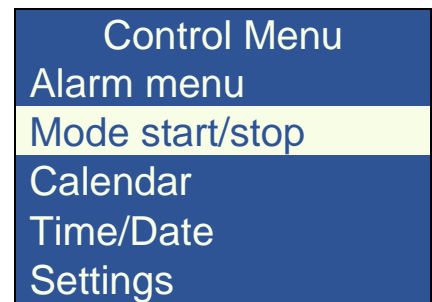 Control Menu
Alarm menu
Mode start/stop
Calendar
Time/Date
Settings